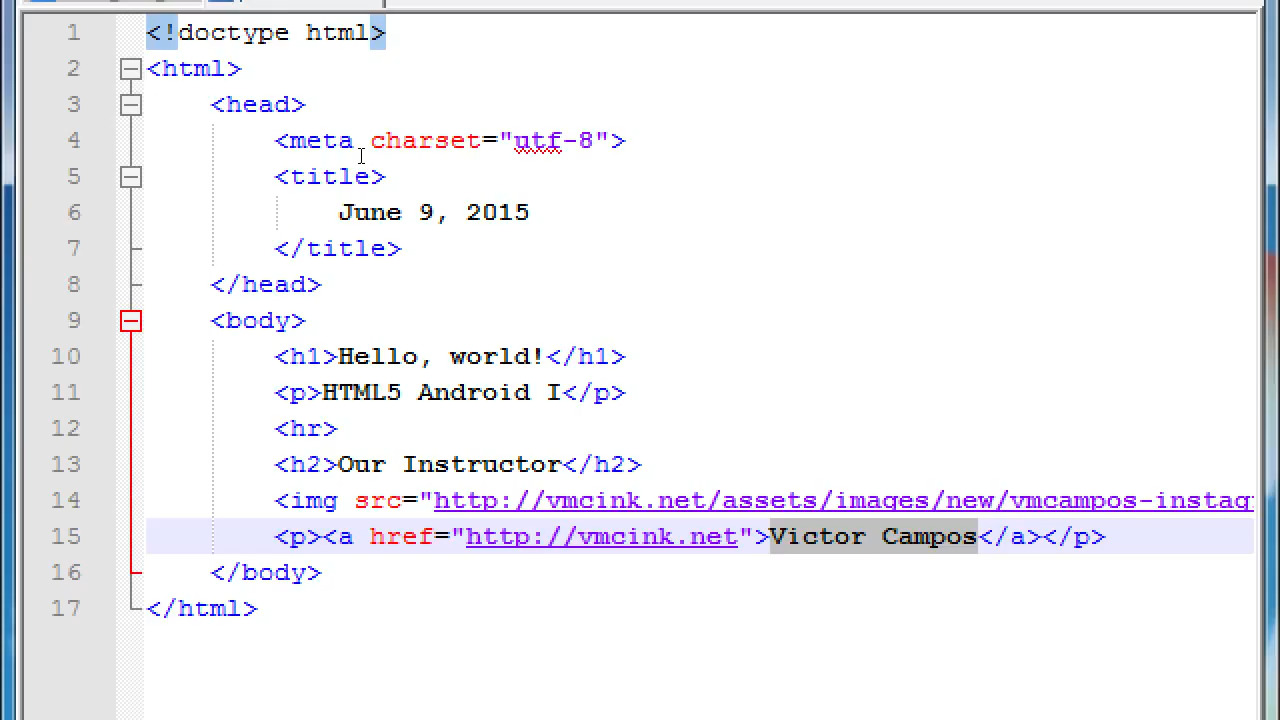 1 <!doctype html>
2 <html>
3 <head>
4 <meta charset="utf-8">
5 <title>
6 June 9, 2015
7 </title>
8 </head>
9 <body>
10 <h1>Hello, world!</h1>
11 <p>HTML5 Android I</p>
12 <hr>
13 <h2>Our Instructor</h2>
14 <img src="http://vmcink.net/assets/images/new/vmcampos-instag
15 <p><a href="http://vmcink.net">Victor Campos</a></p>
16 </body>
17 </html>